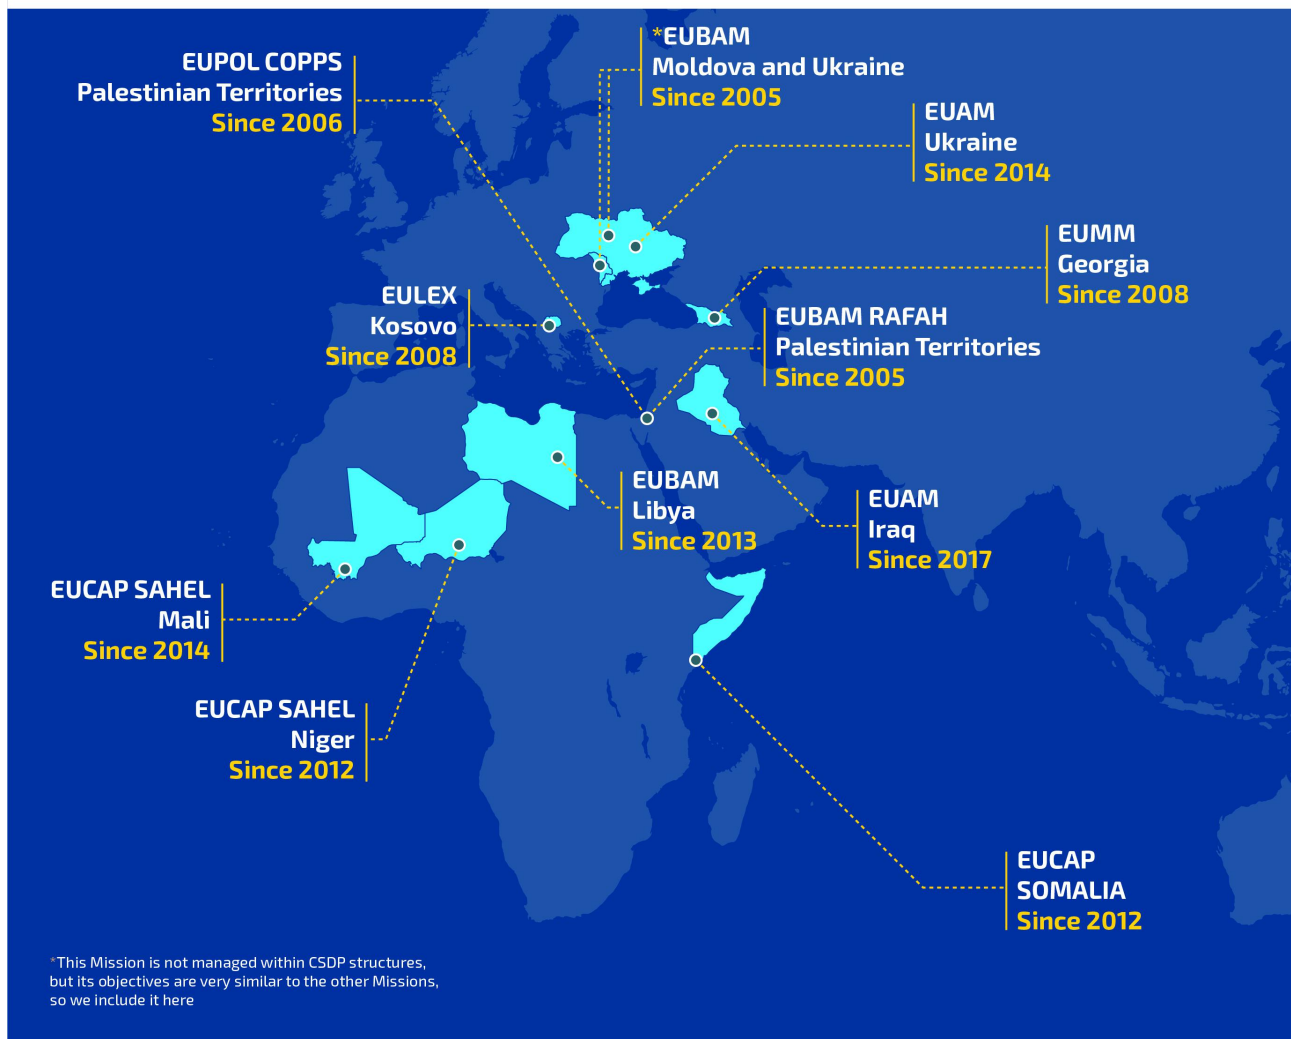 EUPOL COPPS
Palestinian Territories
Since 2006
*EUBAM
Moldova and Ukraine
Since 2005
EUAM
Ukraine
Since 2014
EUMM
Georgia
Since 2008
EULEX
Kosovo
Since 2008
EUBAM RAFAH
Palestinian Territories
Since 2005
EUBAM
Libya
Since 2013
EUAM
Iraq
Since 2017
EUCAP SAHEL
Mali
Since 2014
EUCAP SAHEL
Niger
Since 2012
EUCAP
SOMALIA
Since 2012
*This Mission is not managed within CSDP structures,
but its objectives are very similar to the other Missions,
so we include it here